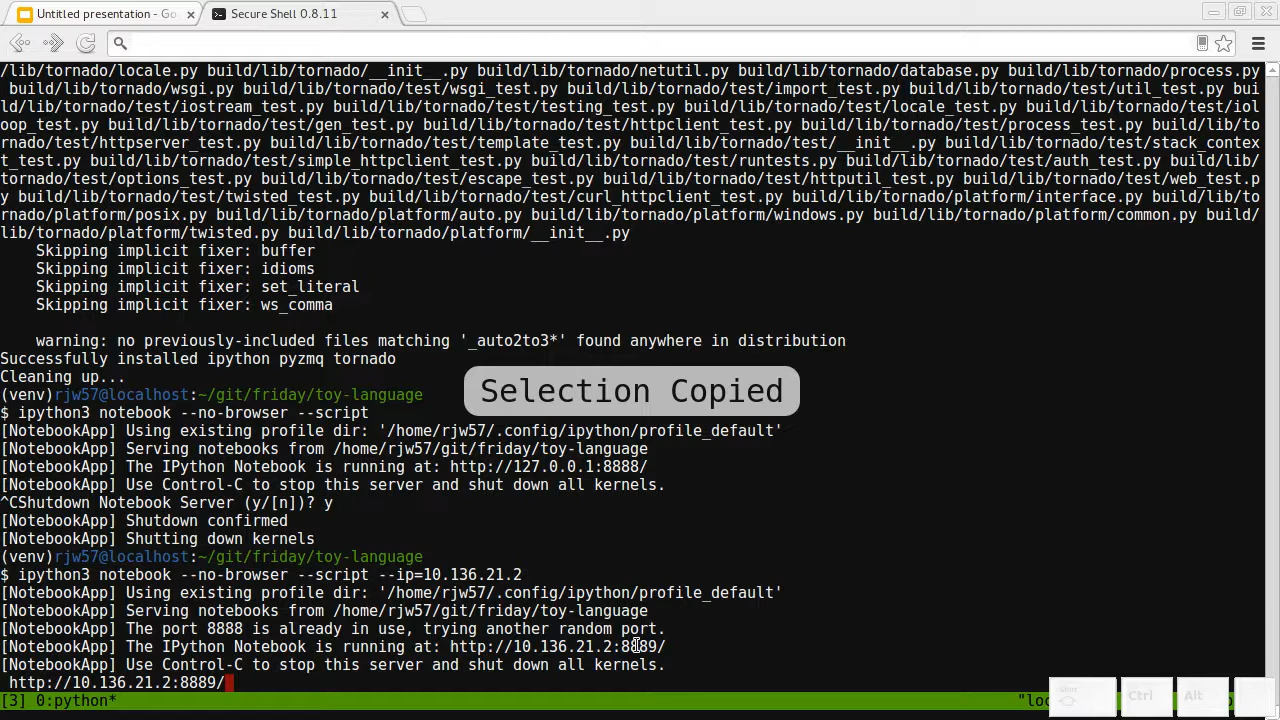 Untitled presentation - Go
Secure Shell 0.8.11
/lib/tornado/locale.py build/lib/tornado/__init__.py build/lib/tornado/netutil.py build/lib/tornado/database.py build/lib/tornado/process.py
build/lib/tornado/wsgi.py build/lib/tornado/test/wsgi_test.py build/lib/tornado/test/import_test.py build/lib/tornado/test/util_test.py bui
ld/lib/tornado/test/iostream_test.py build/lib/tornado/test/testing_test.py build/lib/tornado/test/locale_test.py build/lib/tornado/test/iol
oop_test.py build/lib/tornado/test/gen_test.py build/lib/tornado/test/httpclient_test.py build/lib/tornado/test/process_test.py build/lib/to
rnado/test/httpserver_test.py build/lib/tornado/test/template_test.py build/lib/tornado/test/__init__.py build/lib/tornado/test/stack_contex
t_test.py build/lib/tornado/test/simple_httpclient_test.py build/lib/tornado/test/runtests.py build/lib/tornado/test/auth_test.py build/lib/
tornado/test/options_test.py build/lib/tornado/test/escape_test.py build/lib/tornado/test/httputil_test.py build/lib/tornado/test/web_test.p
y build/lib/tornado/test/twisted_test.py build/lib/tornado/test/curl_httpclient_test.py build/lib/tornado/platform/interface.py build/lib/to
rnado/platform/posix.py build/lib/tornado/platform/auto.py build/lib/tornado/platform/windows.py build/lib/tornado/platform/common.py build/
lib/tornado/platform/twisted.py build/lib/tornado/platform/__init__.py
Skipping implicit fixer: buffer
Skipping implicit fixer: idioms
Skipping implicit fixer: set_literal
Skipping implicit fixer: ws_comma
warning: no previously-included files matching '_auto2to3*' found anywhere in distribution
Successfully installed ipython pyzmq tornado
Cleaning up...
(venv)rjw57@localhost:~/git/friday/toy-language
Selection Copied
$ ipython3 notebook --no-browser --script
[NotebookApp] Using existing profile dir: '/home/rjw57/.config/ipython/profile_default'
[NotebookApp] Serving notebooks from /home/rjw57/git/friday/toy-language
[NotebookApp] The IPython Notebook is running at: http://127.0.0.1:8888/
[NotebookApp] Use Control-C to stop this server and shut down all kernels.
^CShutdown Notebook Server (y/[n])? y
[NotebookApp] Shutdown confirmed
[NotebookApp] Shutting down kernels
(venv)rjw57@localhost:~/git/friday/toy-language
$ ipython3 notebook --no-browser --script --ip=10.136.21.2
[NotebookApp] Using existing profile dir: '/home/rjw57/.config/ipython/profile_default'
[NotebookApp] Serving notebooks from /home/rjw57/git/friday/toy-language
[NotebookApp] The port 8888 is already in use, trying another random port.
[NotebookApp] The IPython Notebook is running at: http://10.136.21.2:8889/
[NotebookApp] Use Control-C to stop this server and shut down all kernels.
http://10.136.21.2:8889/
[3] 0:python* "loc
Shift Ctrl Alt